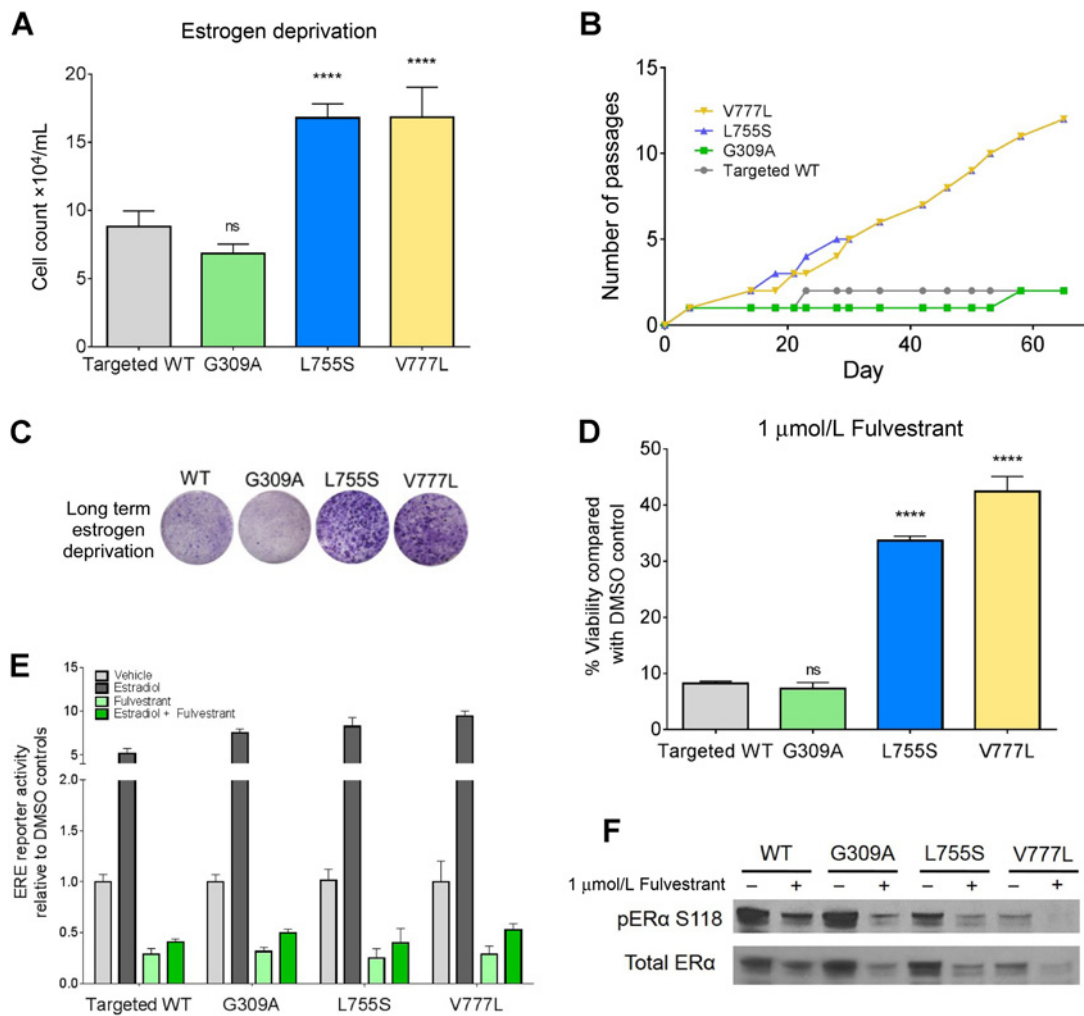 A
Estrogen deprivation
Cell count ×10⁴/mL
20
15
10
5
0
ns
****
****
Targeted WT
G309A
L755S
V777L
B
Number of passages
15
10
5
0
V777L
L755S
G309A
Targeted WT
0
20
40
60
Day
C
WT
G309A
L755S
V777L
Long term
estrogen
deprivation
D
1 μmol/L Fulvestrant
% Viability compared
with DMSO control
50
40
30
20
10
0
ns
****
****
Targeted WT
G309A
L755S
V777L
E
ERE reporter activity
relative to DMSO controls
15
10
5
2.0
1.5
1.0
0.5
0.0
Vehicle
Estradiol
Fulvestrant
Estradiol + Fulvestrant
Targeted WT
G309A
L755S
V777L
F
WT
G309A
L755S
V777L
1 μmol/L Fulvestrant
– + – + – + – +
pERα S118
Total ERα